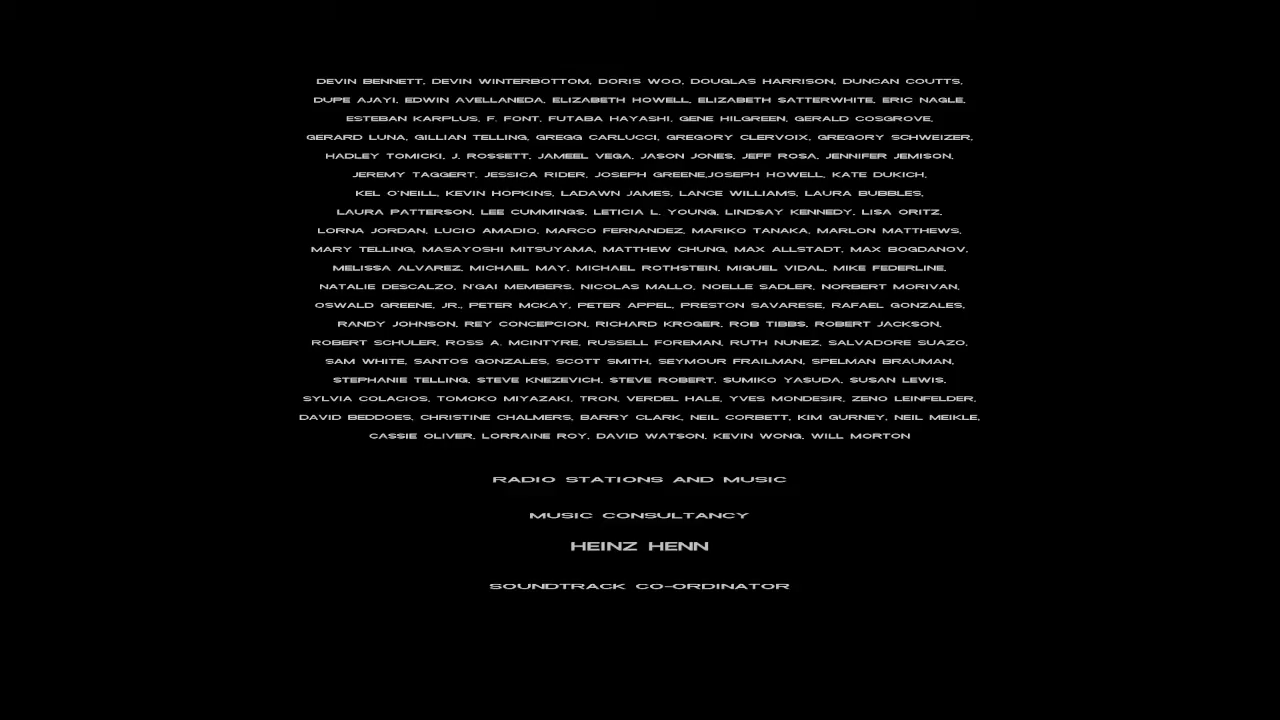 DEVIN BENNETT, DEVIN WINTERBOTTOM, DORIS WOO, DOUGLAS HARRISON, DUNCAN COUTTS,
DUPE AJAYI, EDWIN AVELLANEDA, ELIZABETH HOWELL, ELIZABETH SATTERWHITE, ERIC NAGLE,
ESTEBAN KARPLUS, F. FONT, FUTABA HAYASHI, GENE HILGREEN, GERALD COSGROVE,
GERARD LUNA, GILLIAN TELLING, GREGG CARLUCCI, GREGORY CLERVOIX, GREGORY SCHWEIZER,
HADLEY TOMICKI, J. ROSSETT, JAMEEL VEGA, JASON JONES, JEFF ROSA, JENNIFER JEMISON,
JEREMY TAGGERT, JESSICA RIDER, JOSEPH GREENE,JOSEPH HOWELL, KATE DUKICH,
KEL O'NEILL, KEVIN HOPKINS, LADAWN JAMES, LANCE WILLIAMS, LAURA BUBBLES,
LAURA PATTERSON, LEE CUMMINGS, LETICIA L. YOUNG, LINDSAY KENNEDY, LISA ORITZ,
LORNA JORDAN, LUCIO AMADIO, MARCO FERNANDEZ, MARIKO TANAKA, MARLON MATTHEWS,
MARY TELLING, MASAYOSHI MITSUYAMA, MATTHEW CHUNG, MAX ALLSTADT, MAX BOGDANOV,
MELISSA ALVAREZ, MICHAEL MAY, MICHAEL ROTHSTEIN, MIGUEL VIDAL, MIKE FEDERLINE,
NATALIE DESCALZO, N'GAI MEMBERS, NICOLAS MALLO, NOELLE SADLER, NORBERT MORIVAN,
OSWALD GREENE, JR., PETER MCKAY, PETER APPEL, PRESTON SAVARESE, RAFAEL GONZALES,
RANDY JOHNSON, REY CONCEPCION, RICHARD KROGER, ROB TIBBS, ROBERT JACKSON,
ROBERT SCHULER, ROSS A. MCINTYRE, RUSSELL FOREMAN, RUTH NUNEZ, SALVADORE SUAZO,
SAM WHITE, SANTOS GONZALES, SCOTT SMITH, SEYMOUR FRAILMAN, SPELMAN BRAUMAN,
STEPHANIE TELLING, STEVE KNEZEVICH, STEVE ROBERT, SUMIKO YASUDA, SUSAN LEWIS,
SYLVIA COLACIOS, TOMOKO MIYAZAKI, TRON, VERDEL HALE, YVES MONDESIR, ZENO LEINFELDER,
DAVID BEDDOES, CHRISTINE CHALMERS, BARRY CLARK, NEIL CORBETT, KIM GURNEY, NEIL MEIKLE,
CASSIE OLIVER, LORRAINE ROY, DAVID WATSON, KEVIN WONG, WILL MORTON
RADIO STATIONS AND MUSIC
MUSIC CONSULTANCY
HEINZ HENN
SOUNDTRACK CO-ORDINATOR